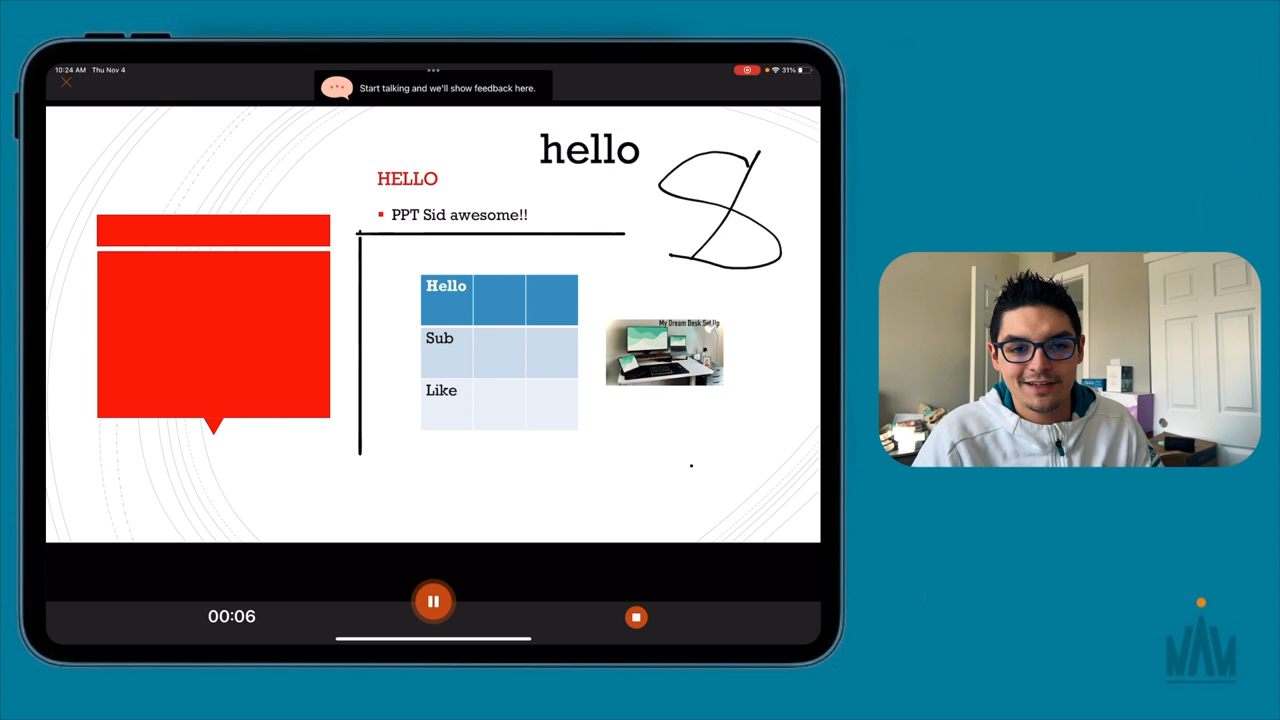 10:24 AM Thu Nov 4
31%
Start talking and we'll show feedback here.
hello
HELLO
PPT Sid awesome!!
S
Hello
Sub
Like
My Dream Desk Set Up
00:06